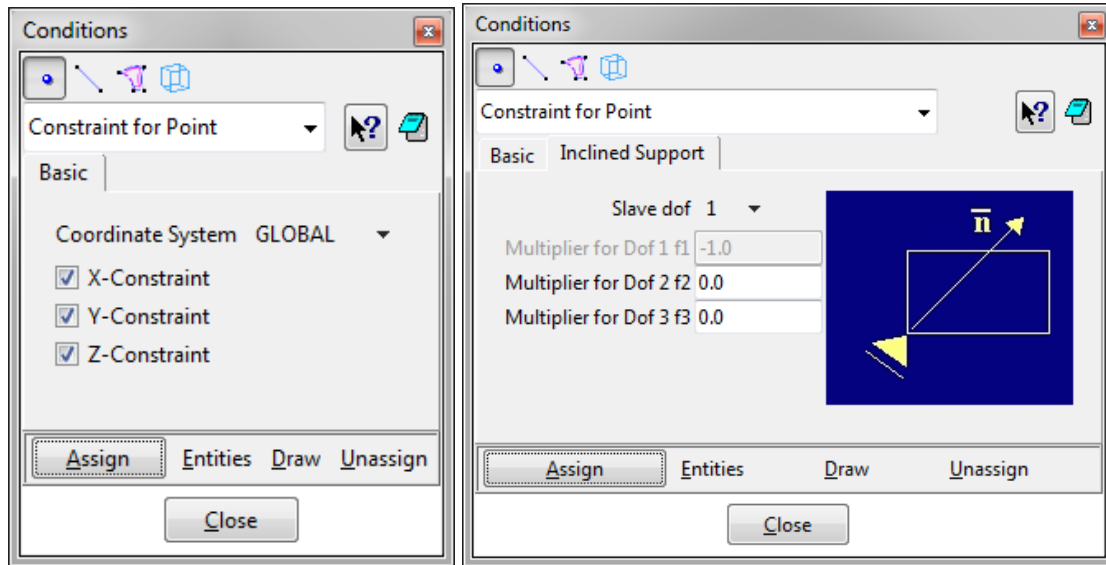 Conditions
Constraint for Point
Basic
Coordinate System GLOBAL
X-Constraint
Y-Constraint
Z-Constraint
Assign Entities Draw Unassign
Close
Conditions
Constraint for Point
Basic Inclined Support
Slave dof 1
Multiplier for Dof 1 f1 -1.0
Multiplier for Dof 2 f2 0.0
Multiplier for Dof 3 f3 0.0
n̅
Assign Entities Draw Unassign
Close